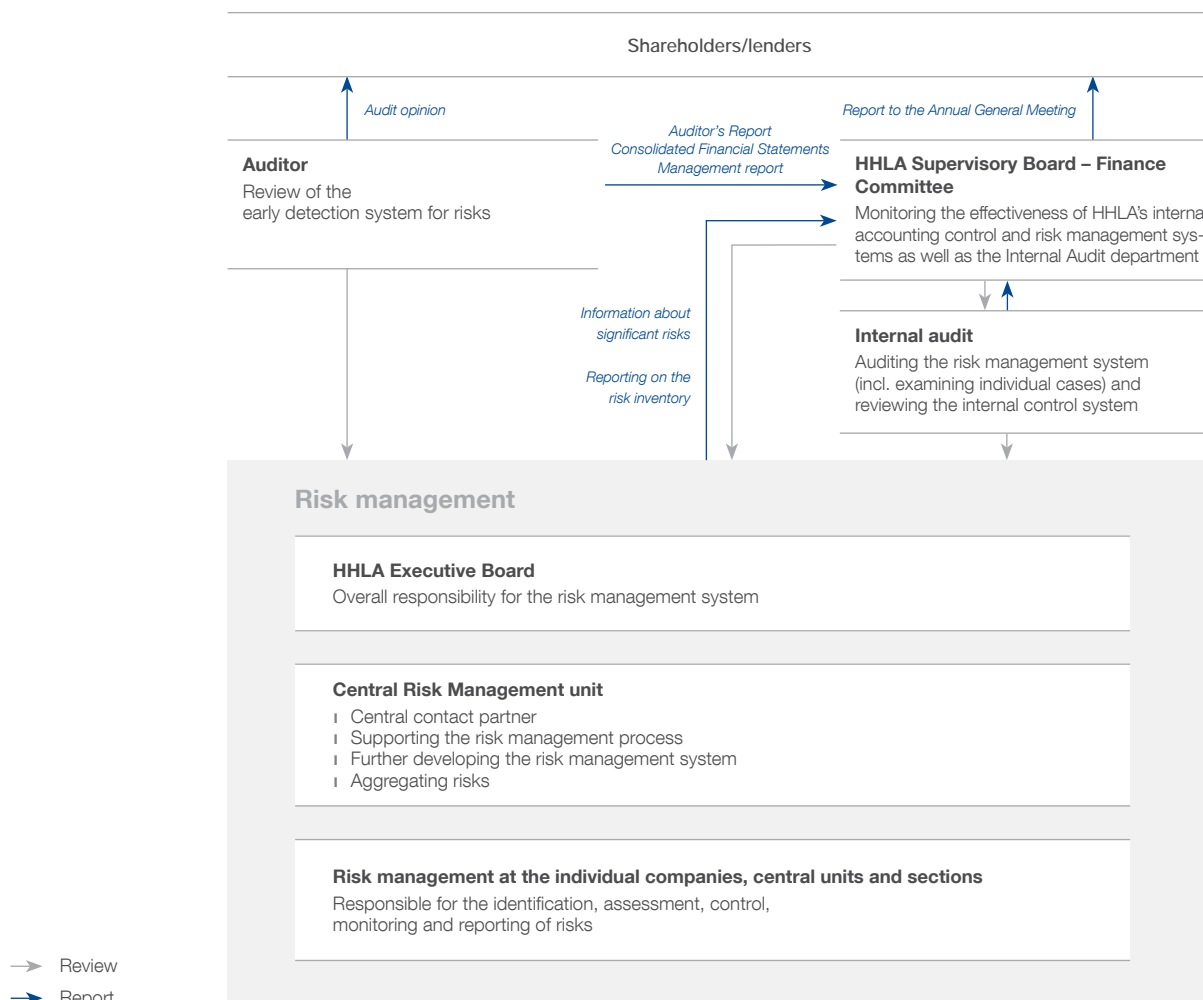 Shareholders/lenders
Audit opinion
Report to the Annual General Meeting
Auditor's Report
Consolidated Financial Statements
Management report
Auditor
Review of the
early detection system for risks
HHLA Supervisory Board – Finance
Committee
Monitoring the effectiveness of HHLA's interna
accounting control and risk management sys-
tems as well as the Internal Audit department
Information about
significant risks
Reporting on the
risk inventory
Internal audit
Auditing the risk management system
(incl. examining individual cases) and
reviewing the internal control system
Risk management
HHLA Executive Board
Overall responsibility for the risk management system
Central Risk Management unit
Central contact partner
Supporting the risk management process
Further developing the risk management system
Aggregating risks
Risk management at the individual companies, central units and sections
Responsible for the identification, assessment, control,
monitoring and reporting of risks
Review
Report